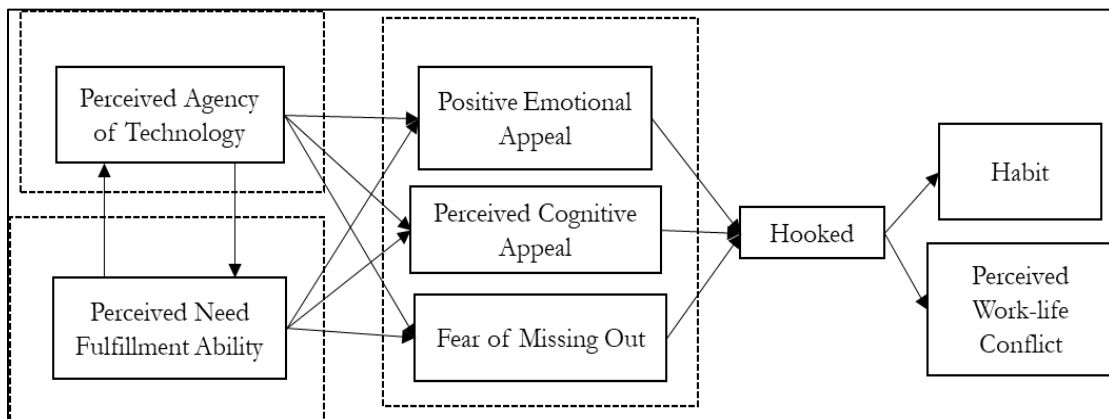 Perceived Agency
of Technology
Perceived Need
Fulfillment Ability
Positive Emotional
Appeal
Perceived Cognitive
Appeal
Fear of Missing Out
Hooked
Habit
Perceived
Work-life
Conflict